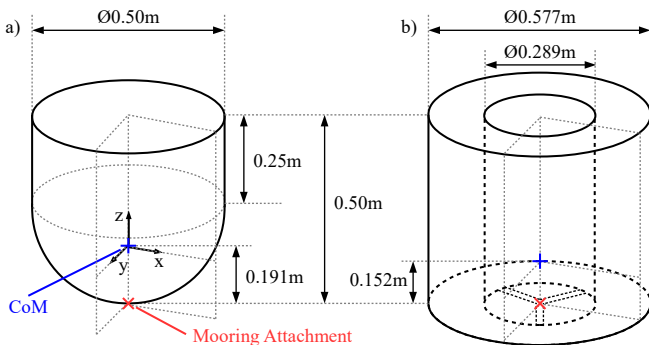 a)
Ø0.50m
b)
Ø0.577m
Ø0.289m
0.25m
0.50m
z
y
x
0.191m
0.152m
CoM
Mooring Attachment